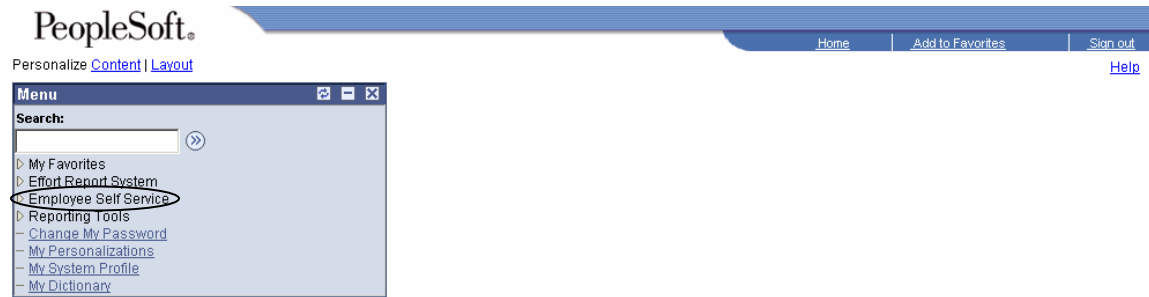 PeopleSoft®
Home Add to Favorites Sign out
Personalize Content | Layout Help
Menu
Search:
My Favorites
Effort Report System
Employee Self Service
Reporting Tools
Change My Password
My Personalizations
My System Profile
My Dictionary